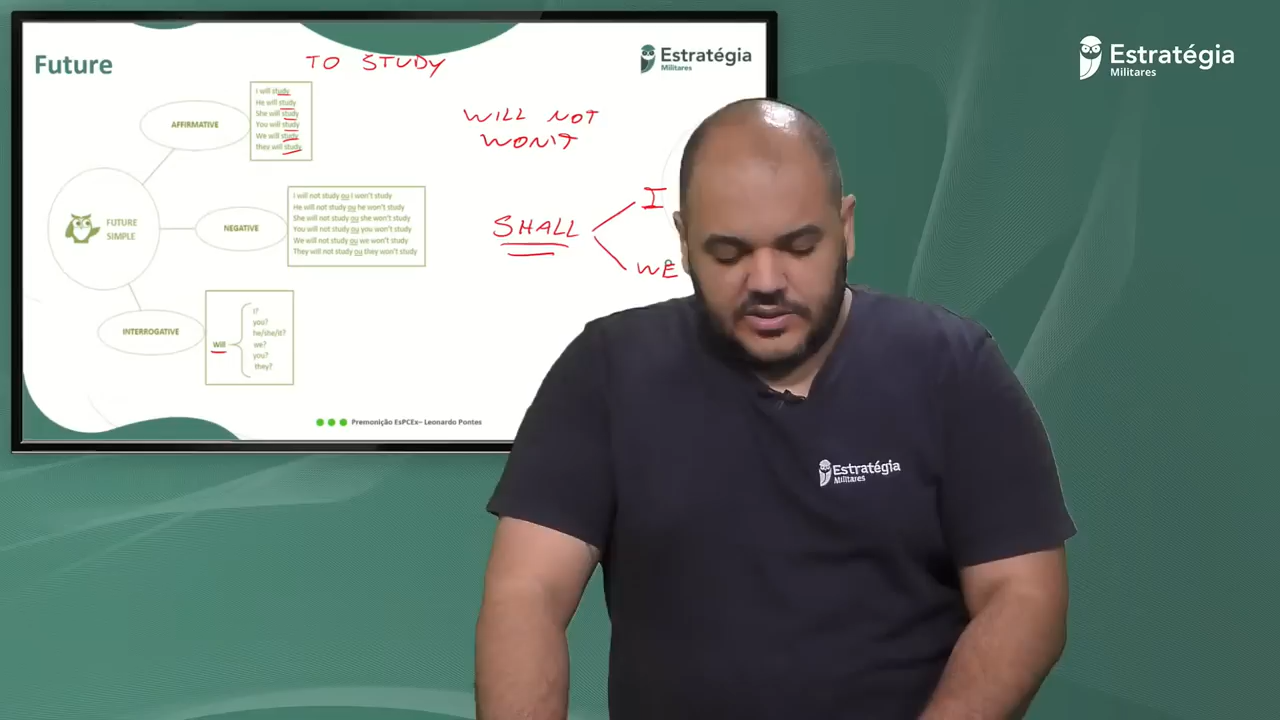 Future
TO STUDY
Estratégia
Militares
Estratégia
Militares
I will study
He will study
She will study
You will study
We will study
they will study
AFFIRMATIVE
WILL NOT
WON'T
I will not study ou I won't study
He will not study ou he won't study
She will not study ou she won't study
You will not study ou you won't study
We will not study ou we won't study
They will not study ou they won't study
NEGATIVE
FUTURE
SIMPLE
SHALL
I
WE
INTERROGATIVE
Will
I?
you?
he/she/it?
we?
you?
they?
Premonição EsPCEx– Leonardo Pontes
Estratégia
Militares